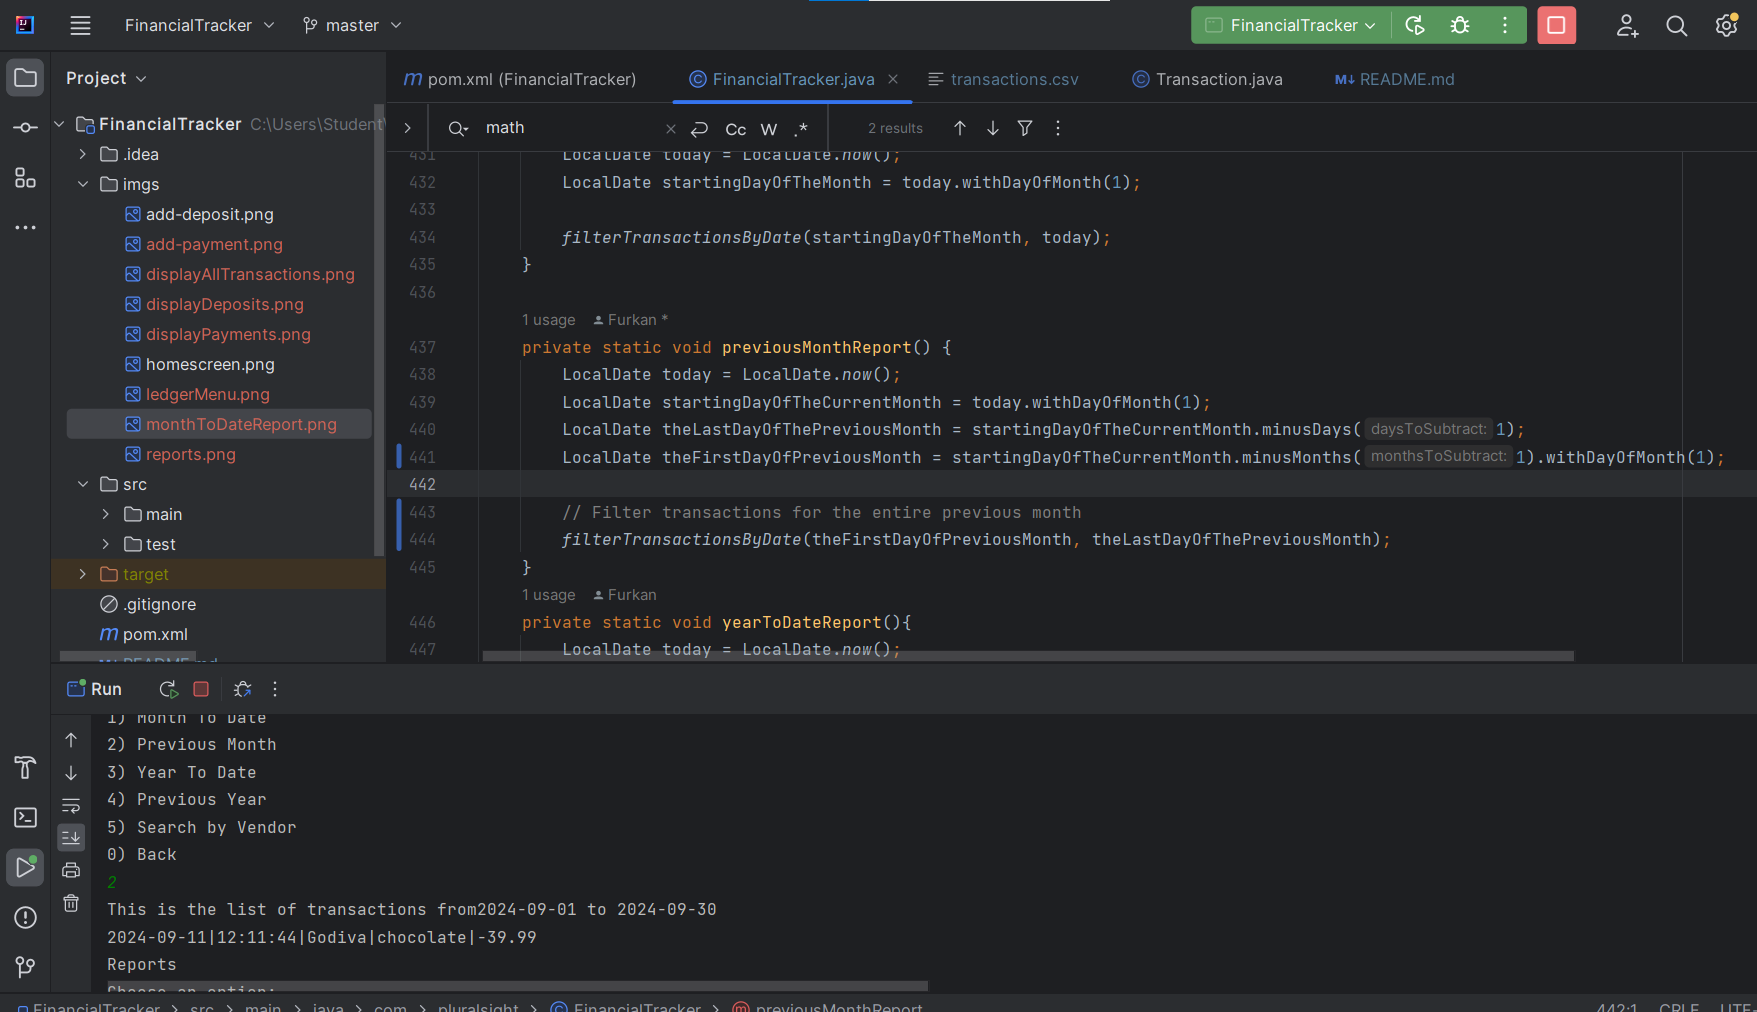 FinancialTracker
master
FinancialTracker
Project
pom.xml (FinancialTracker)
FinancialTracker.java
transactions.csv
Transaction.java
README.md
FinancialTracker C:\Users\Student\
.idea
imgs
add-deposit.png
add-payment.png
displayAllTransactions.png
displayDeposits.png
displayPayments.png
homescreen.png
ledgerMenu.png
monthToDateReport.png
reports.png
src
main
test
target
.gitignore
pom.xml
README.md
math
Cc W .*
2 results
431 LocalDate today = LocalDate.now();
432 LocalDate startingDayOfTheMonth = today.withDayOfMonth(1);
433
434 filterTransactionsByDate(startingDayOfTheMonth, today);
435 }
436
1 usage Furkan *
437 private static void previousMonthReport() {
438 LocalDate today = LocalDate.now();
439 LocalDate startingDayOfTheCurrentMonth = today.withDayOfMonth(1);
440 LocalDate theLastDayOfThePreviousMonth = startingDayOfTheCurrentMonth.minusDays( daysToSubtract: 1);
441 LocalDate theFirstDayOfPreviousMonth = startingDayOfTheCurrentMonth.minusMonths( monthsToSubtract: 1).withDayOfMonth(1);
442
443 // Filter transactions for the entire previous month
444 filterTransactionsByDate(theFirstDayOfPreviousMonth, theLastDayOfThePreviousMonth);
445 }
1 usage Furkan
446 private static void yearToDateReport(){
447 LocalDate today = LocalDate.now();
Run
1) Month To Date
2) Previous Month
3) Year To Date
4) Previous Year
5) Search by Vendor
0) Back
2
This is the list of transactions from2024-09-01 to 2024-09-30
2024-09-11|12:11:44|Godiva|chocolate|-39.99
Reports
Choose an option:
FinancialTracker > src > main > java > com > pluralsight > FinancialTracker > previousMonthReport
442:1 CRLF UTF-